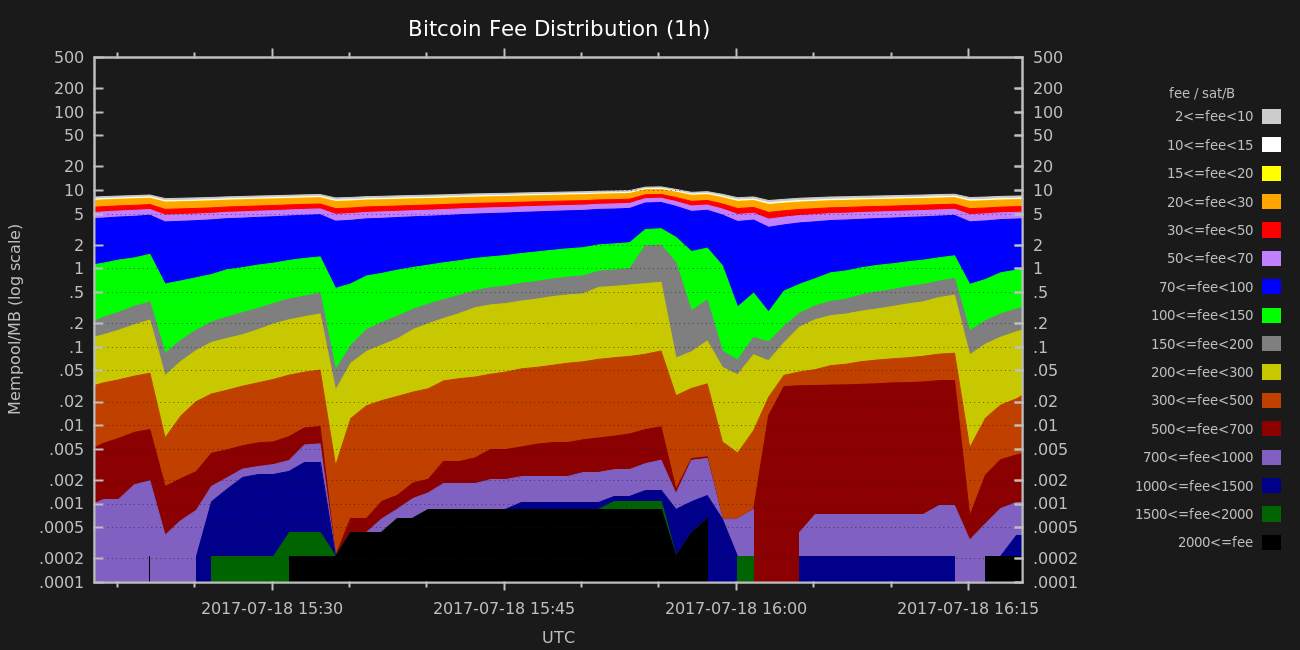 Bitcoin Fee Distribution (1h)
500 500
200 200
100 100
50 50
20 20
10 10
5 5
2 2
1 1
.5 .5
.2 .2
.1 .1
.05 .05
.02 .02
.01 .01
.005 .005
.002 .002
.001 .001
.0005 .0005
.0002 .0002
.0001 .0001
Mempool/MB (log scale)
2017-07-18 15:30 2017-07-18 15:45 2017-07-18 16:00 2017-07-18 16:15
UTC
fee / sat/B
2<=fee<10
10<=fee<15
15<=fee<20
20<=fee<30
30<=fee<50
50<=fee<70
70<=fee<100
100<=fee<150
150<=fee<200
200<=fee<300
300<=fee<500
500<=fee<700
700<=fee<1000
1000<=fee<1500
1500<=fee<2000
2000<=fee